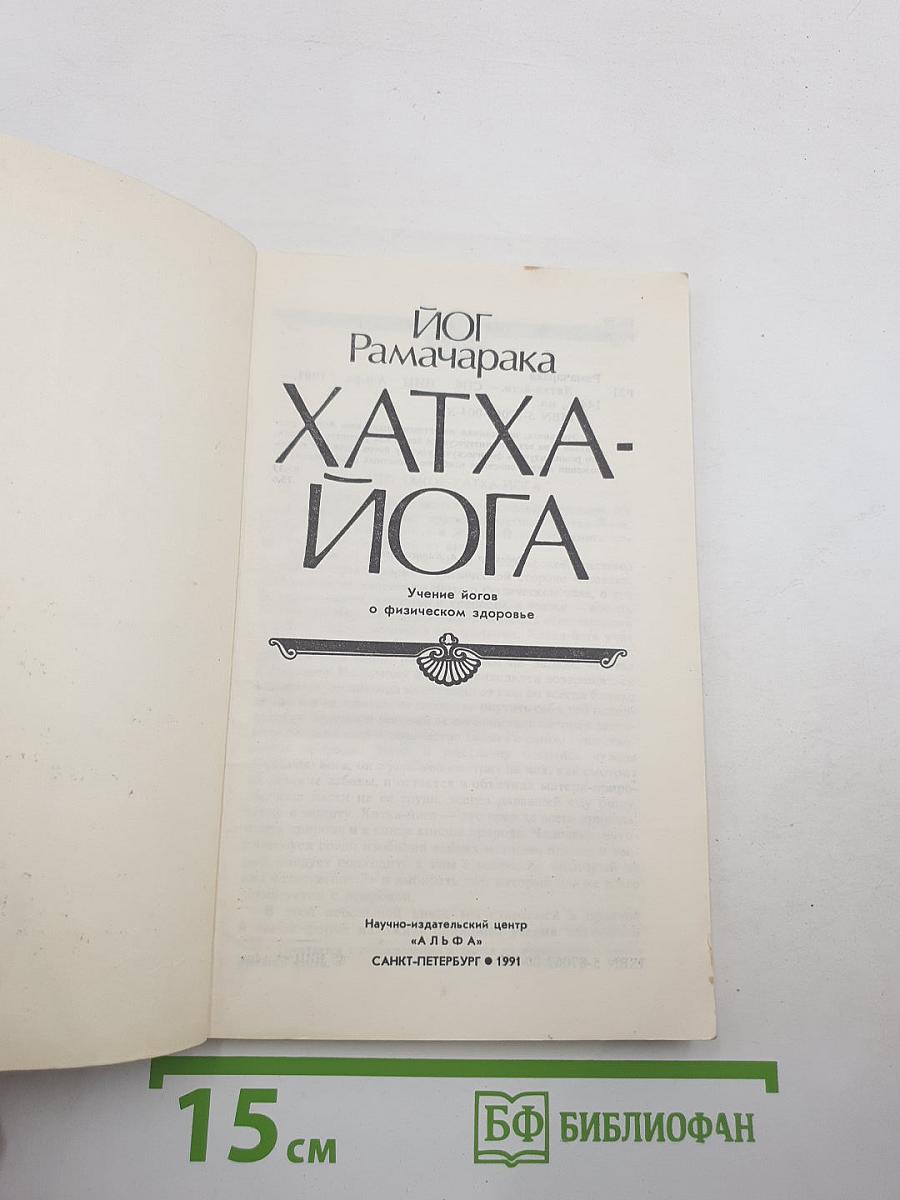 ЙОГ
Рамачарака
ХАТХА-
ЙОГА
Учение йогов
о физическом здоровье
Научно-издательский центр
«АЛЬФА»
САНКТ-ПЕТЕРБУРГ ● 1991
15 см
БФ БИБЛИОФАН